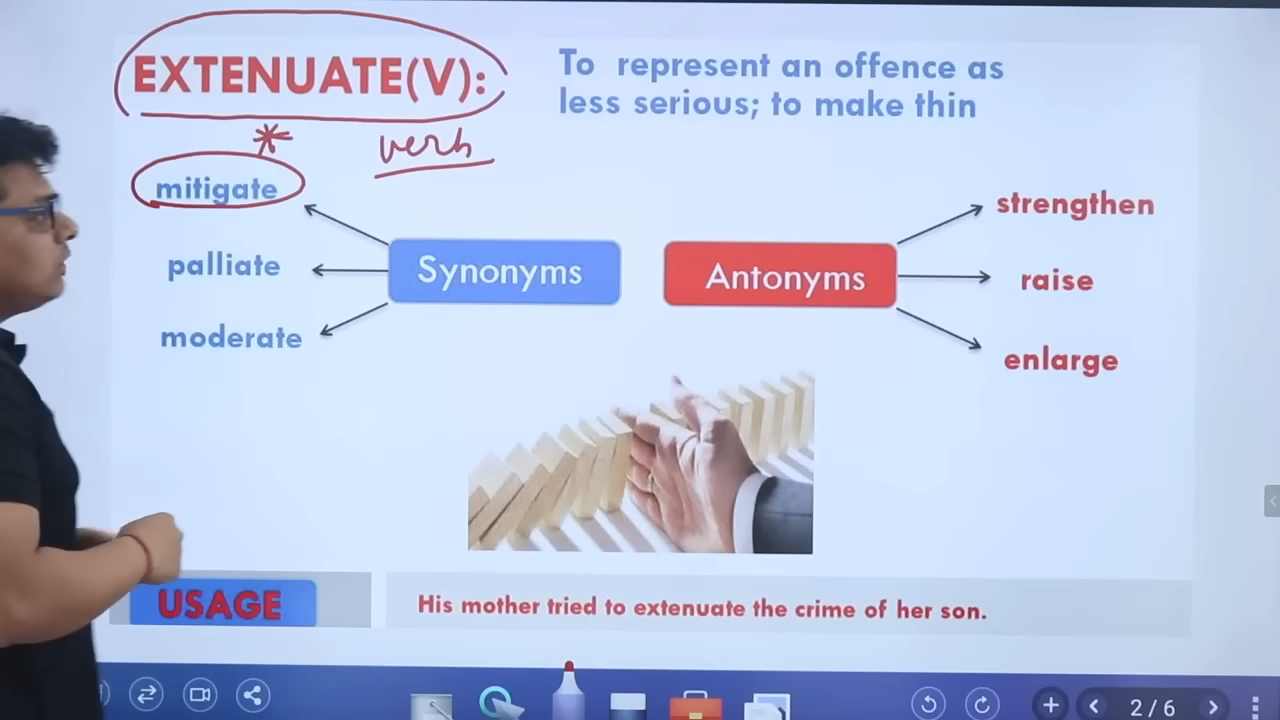 EXTENUATE(V):
To represent an offence as
less serious; to make thin
verb
mitigate
palliate
moderate
Synonyms
Antonyms
strengthen
raise
enlarge
USAGE
His mother tried to extenuate the crime of her son.
2/6